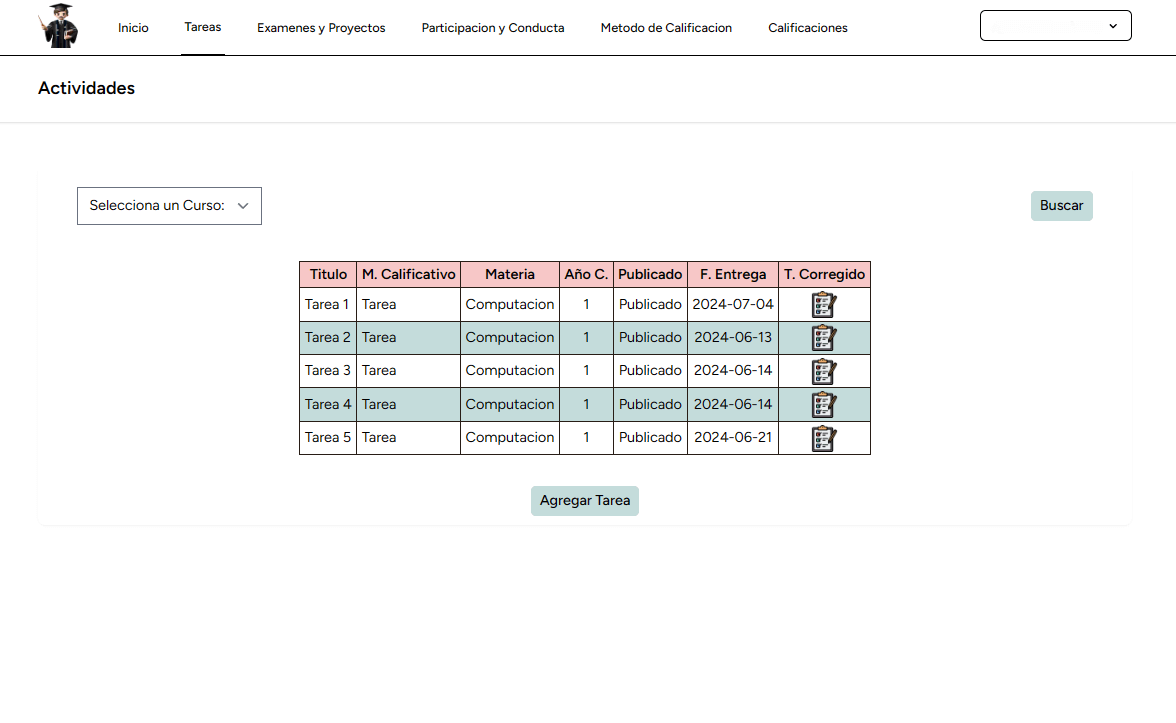 Inicio Tareas Examenes y Proyectos Participacion y Conducta Metodo de Calificacion Calificaciones
Actividades
Selecciona un Curso: Buscar
Titulo M. Calificativo Materia Año C. Publicado F. Entrega T. Corregido
Tarea 1 Tarea Computacion 1 Publicado 2024-07-04
Tarea 2 Tarea Computacion 1 Publicado 2024-06-13
Tarea 3 Tarea Computacion 1 Publicado 2024-06-14
Tarea 4 Tarea Computacion 1 Publicado 2024-06-14
Tarea 5 Tarea Computacion 1 Publicado 2024-06-21
Agregar Tarea